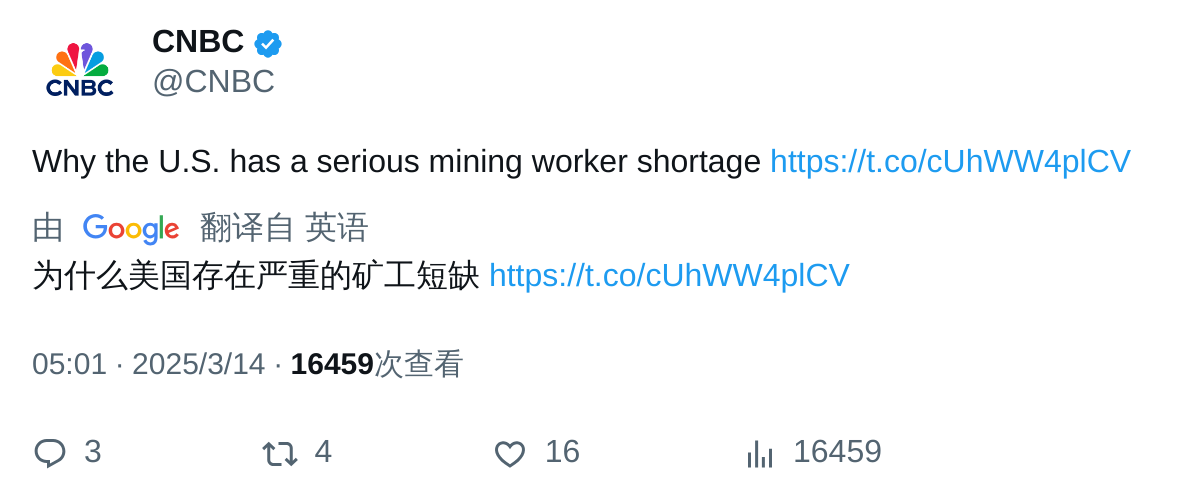 CNBC
CNBC
@CNBC
Why the U.S. has a serious mining worker shortage https://t.co/cUhWW4plCV
由 Google 翻译自 英语
为什么美国存在严重的矿工短缺 https://t.co/cUhWW4plCV
05:01 · 2025/3/14 · 16459次查看
3 4 16 16459